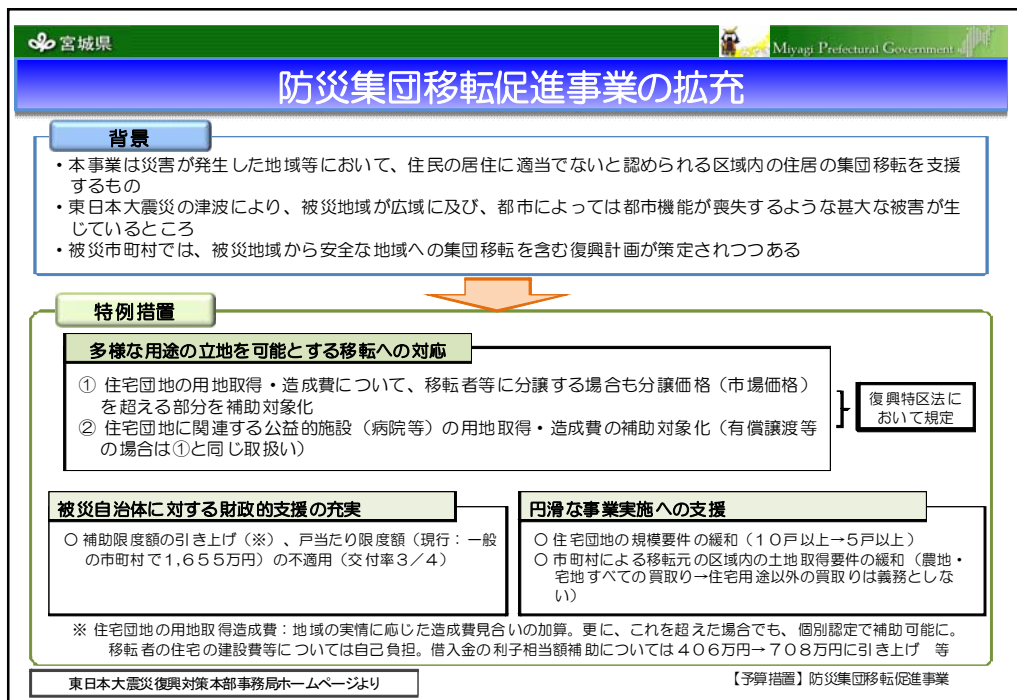 宮城県
Miyagi Prefectural Government
防災集団移転促進事業の拡充
背景
・本事業は災害が発生した地域等において、住民の居住に適当でないと認められる区域内の住居の集団移転を支援
するもの
・東日本大震災の津波により、被災地域が広域に及び、都市によっては都市機能が喪失するような甚大な被害が生
じているところ
・被災市町村では、被災地域から安全な地域への集団移転を含む復興計画が策定されつつある
特例措置
多様な用途の立地を可能とする移転への対応
① 住宅団地の用地取得・造成費について、移転者等に分譲する場合も分譲価格（市場価格）
を超える部分を補助対象化
② 住宅団地に関連する公益的施設（病院等）の用地取得・造成費の補助対象化（有償譲渡等
の場合は①と同じ取扱い）
復興特区法に
おいて規定
被災自治体に対する財政的支援の充実
○ 補助限度額の引き上げ（※）、戸当たり限度額（現行：一般
の市町村で1,655万円）の不適用（交付率３／４）
円滑な事業実施への支援
○ 住宅団地の規模要件の緩和（１０戸以上→５戸以上）
○ 市町村による移転元の区域内の土地取得要件の緩和（農地・
宅地すべての買取り→住宅用途以外の買取りは義務としな
い）
※ 住宅団地の用地取得造成費：地域の実情に応じた造成費見合いの加算。更に、これを超えた場合でも、個別認定で補助可能に。
移転者の住宅の建設費等については自己負担。借入金の利子相当額補助については４０６万円→７０８万円に引き上げ　等
東日本大震災復興対策本部事務局ホームページより
【予算措置】防災集団移転促進事業